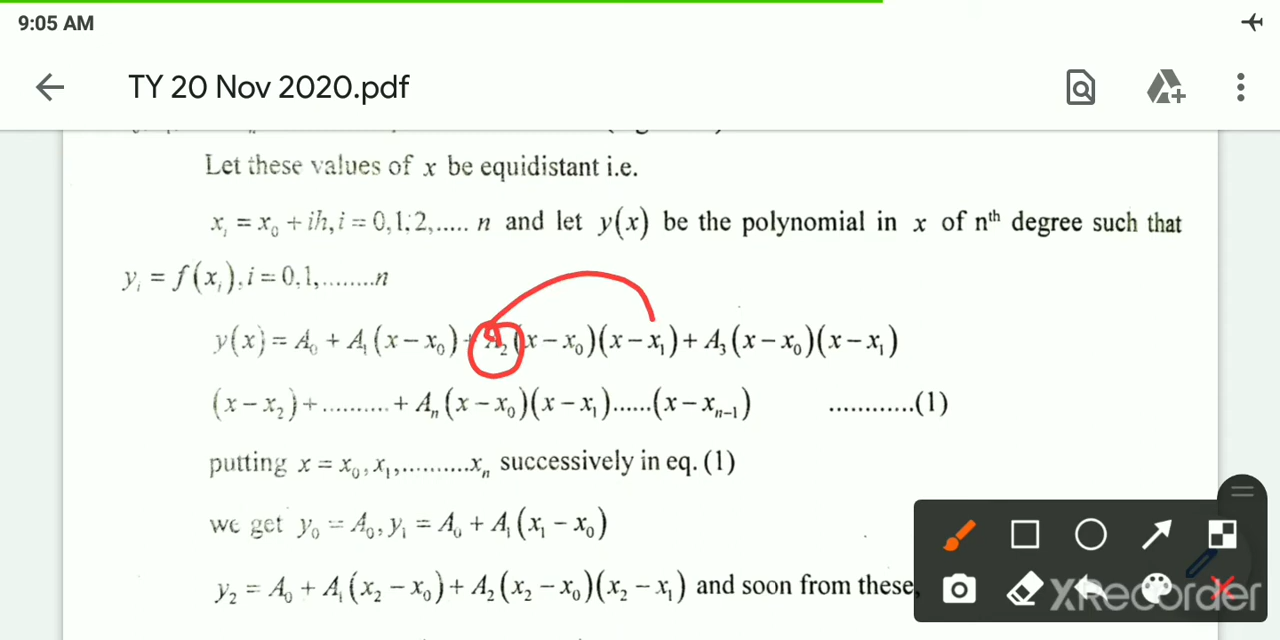 9:05 AM
TY 20 Nov 2020.pdf
Let these values of x be equidistant i.e.
xᵢ = x₀ + ih, i = 0,1,2,..... n and let y(x) be the polynomial in x of nᵗʰ degree such that
yᵢ = f(xᵢ), i = 0,1,........n
y(x) = A₀ + A₁(x − x₀) + A₂(x − x₀)(x − x₁) + A₃(x − x₀)(x − x₁)
(x − x₂) + .......... + Aₙ(x − x₀)(x − x₁)......(x − xₙ₋₁) ............(1)
putting x = x₀, x₁,..........xₙ successively in eq. (1)
we get y₀ = A₀, y₁ = A₀ + A₁(x₁ − x₀)
y₂ = A₀ + A₁(x₂ − x₀) + A₂(x₂ − x₀)(x₂ − x₁) and soon from these,
XRecorder